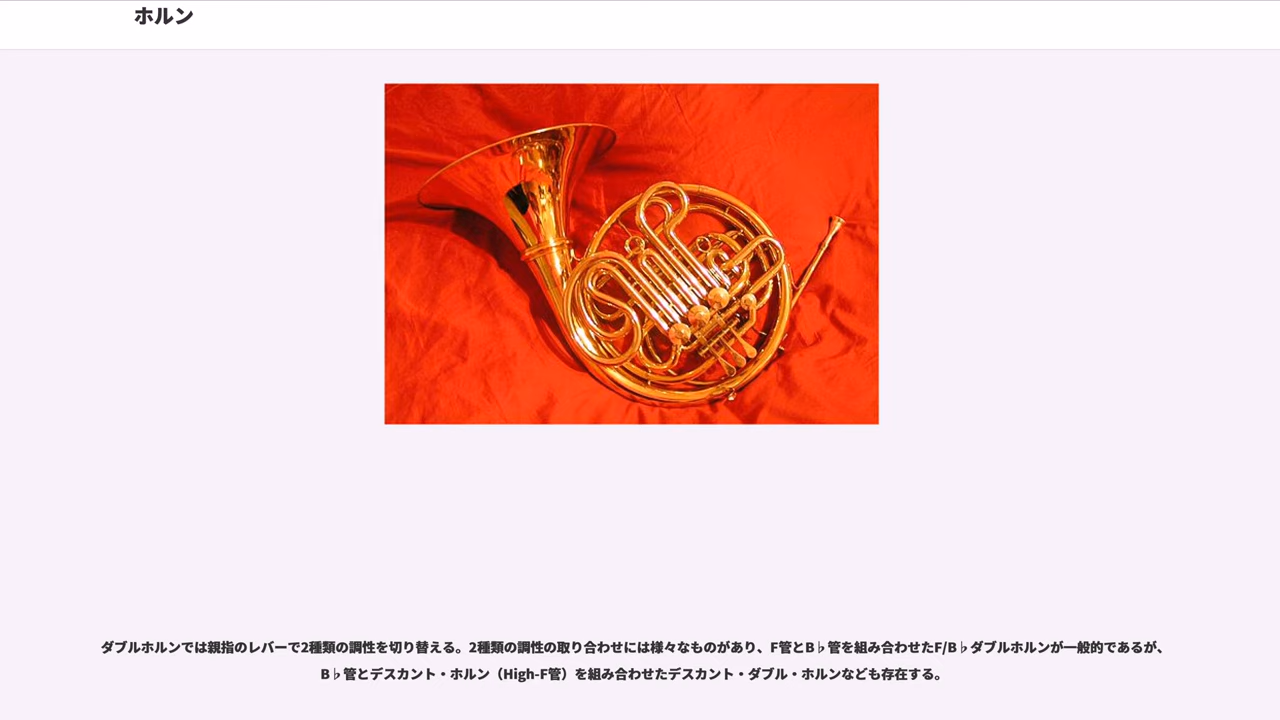 ホルン
ダブルホルンでは親指のレバーで2種類の調性を切り替える。2種類の調性の取り合わせには様々なものがあり、F管とB♭管を組み合わせたF/B♭ダブルホルンが一般的であるが、
B♭管とデスカント・ホルン（High-F管）を組み合わせたデスカント・ダブル・ホルンなども存在する。